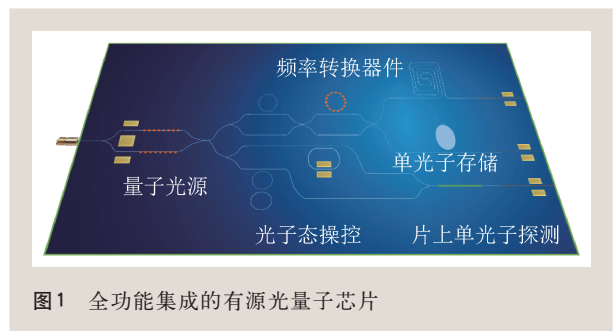 频率转换器件
单光子存储
量子光源
光子态操控
片上单光子探测
图1 全功能集成的有源光量子芯片